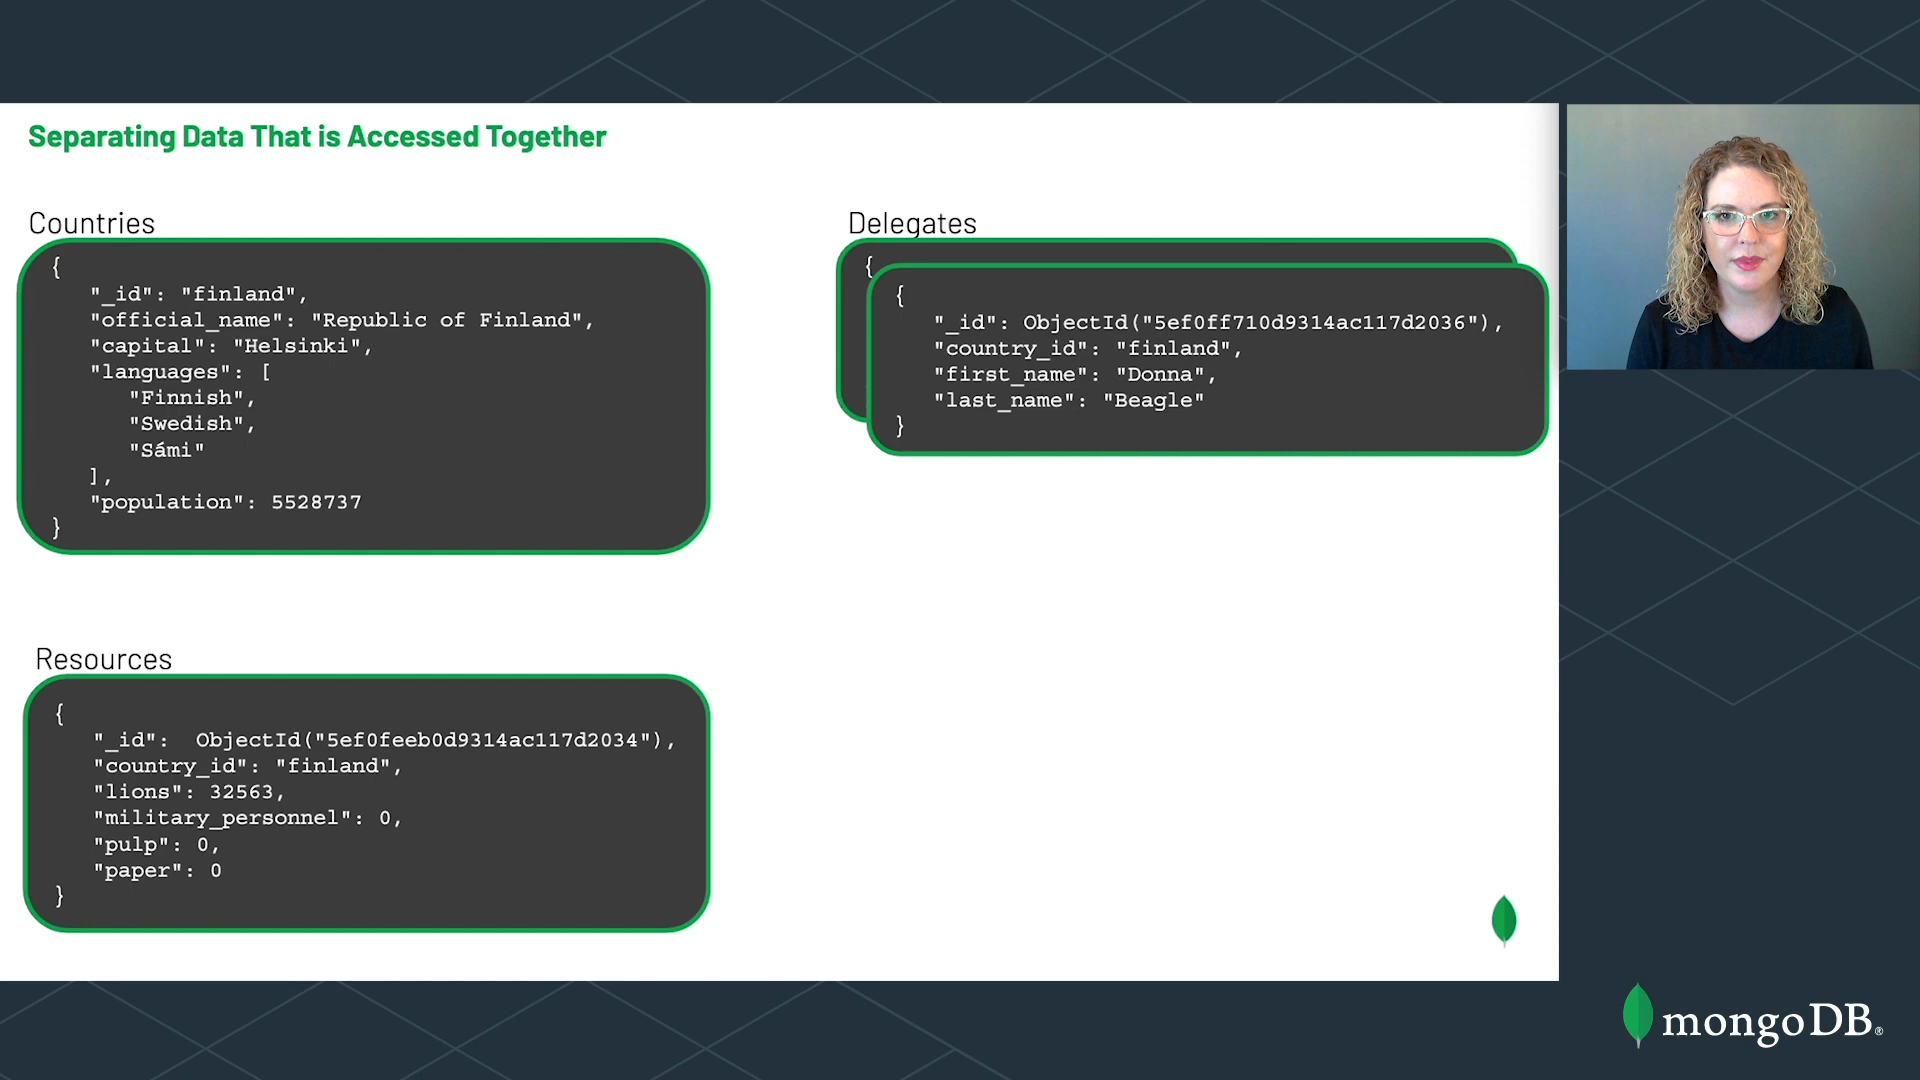 Separating Data That is Accessed Together
Countries
{
"_id": "finland",
"official_name": "Republic of Finland",
"capital": "Helsinki",
"languages": [
"Finnish",
"Swedish",
"Sámi"
],
"population": 5528737
}
Delegates
{
{
"_id": ObjectId("5ef0ff710d9314ac117d2036"),
"country_id": "finland",
"first_name": "Donna",
"last_name": "Beagle"
}
Resources
{
"_id":  ObjectId("5ef0feeb0d9314ac117d2034"),
"country_id": "finland",
"lions": 32563,
"military_personnel": 0,
"pulp": 0,
"paper": 0
}
mongoDB®